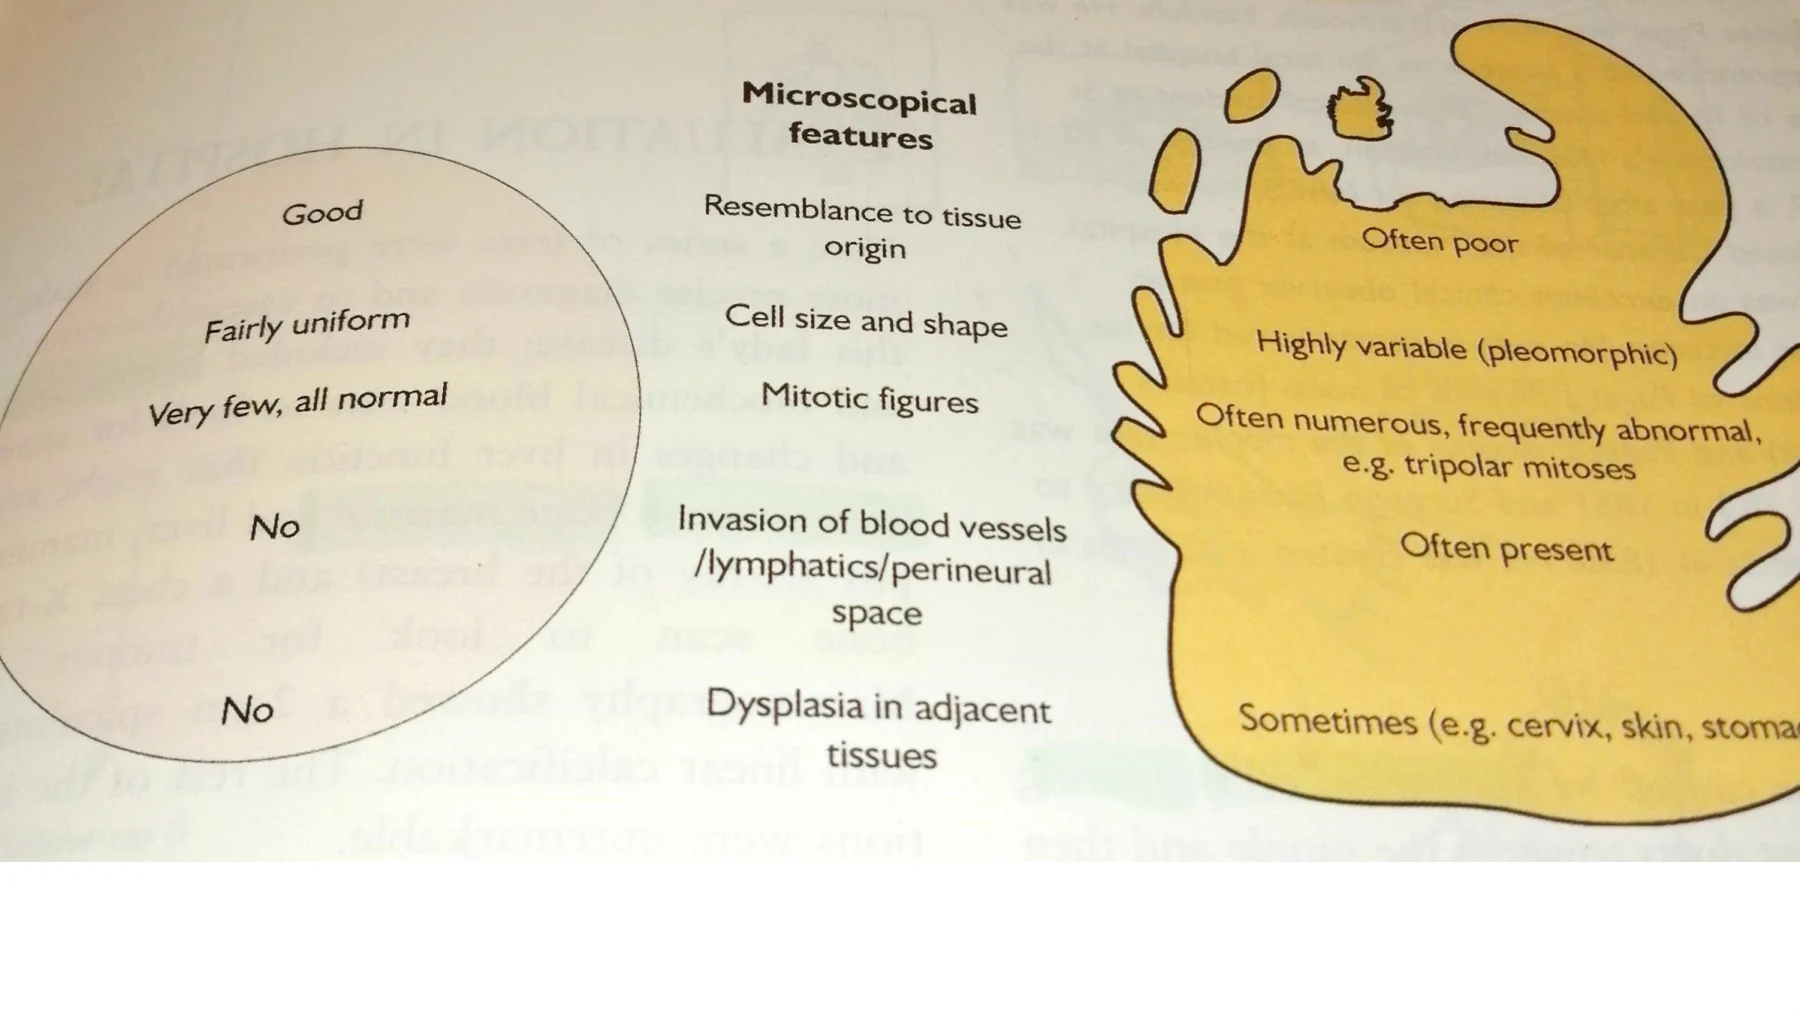 Microscopical
features
Good
Resemblance to tissue
origin
Often poor
Fairly uniform
Cell size and shape
Highly variable (pleomorphic)
Very few, all normal
Mitotic figures
Often numerous, frequently abnormal,
e.g. tripolar mitoses
No
Invasion of blood vessels
/lymphatics/perineural
space
Often present
No
Dysplasia in adjacent
tissues
Sometimes (e.g. cervix, skin, stomac